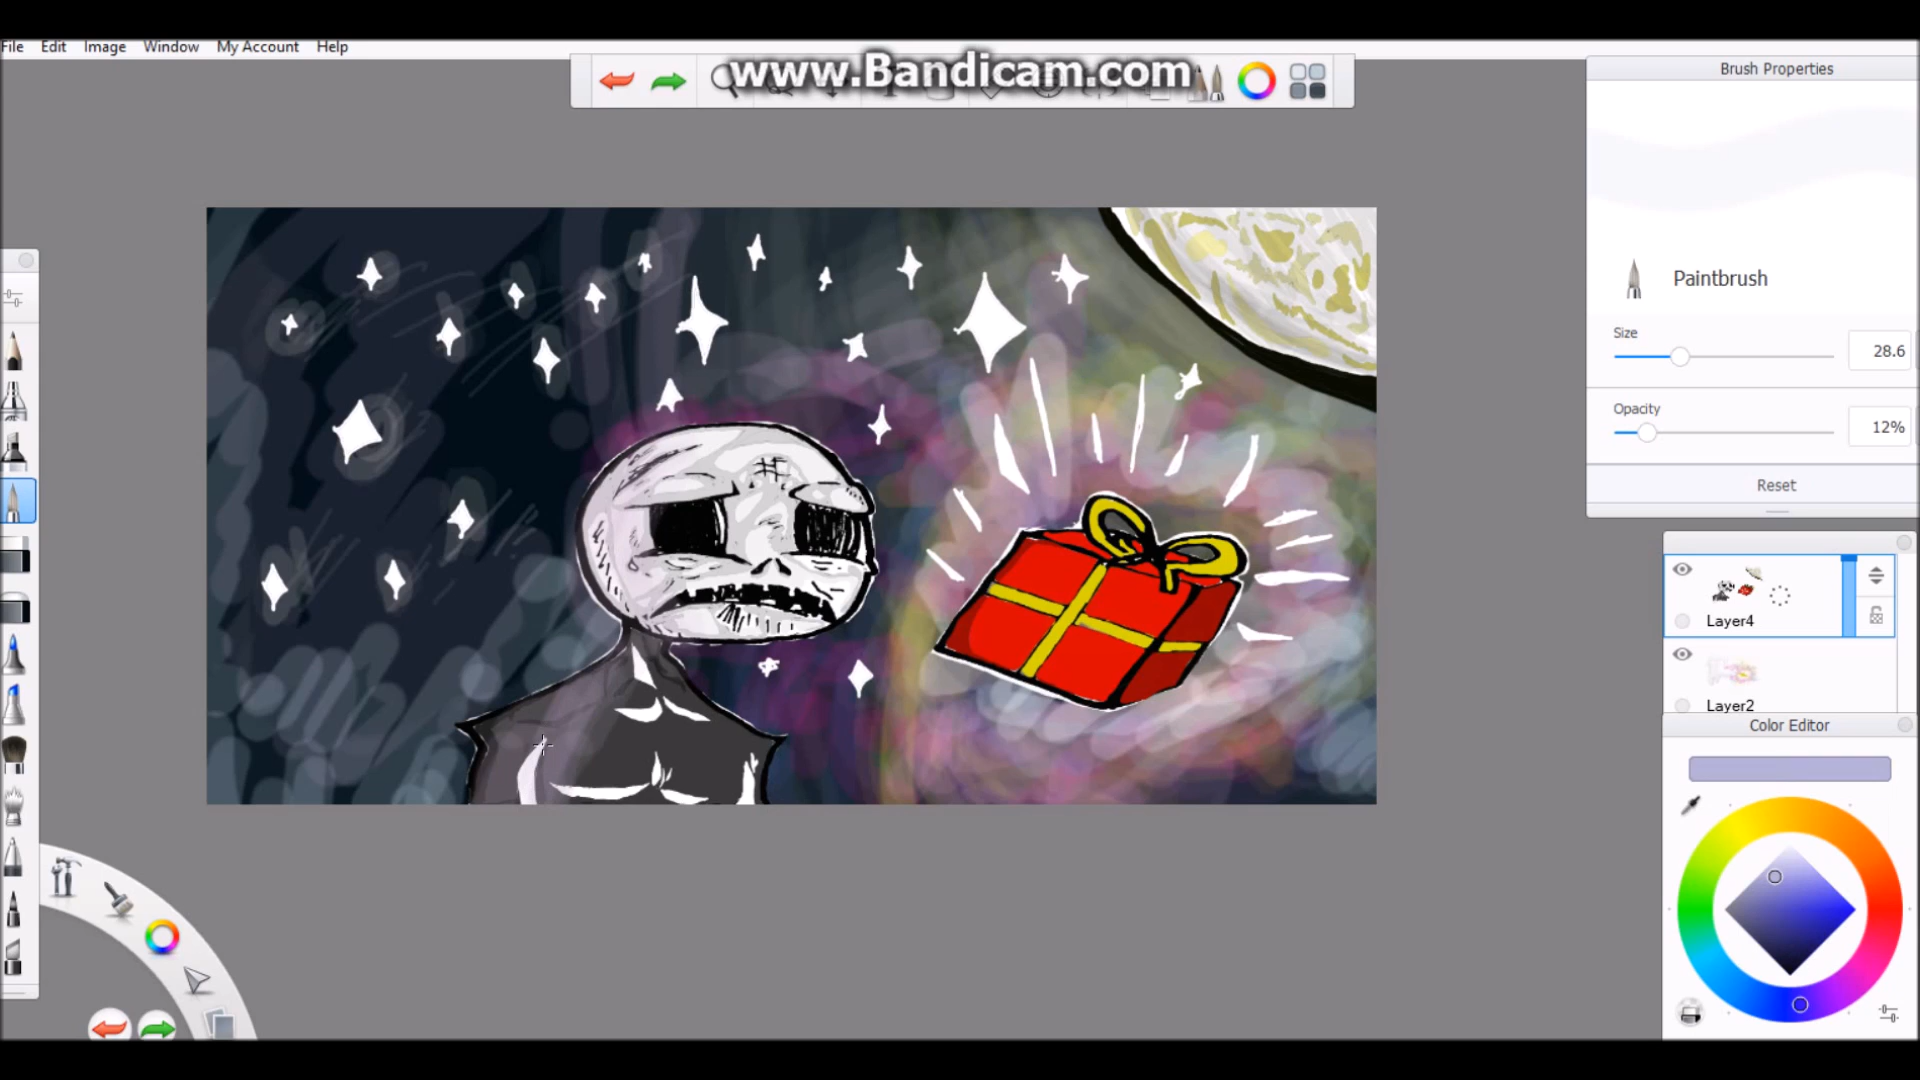 File Edit Image Window My Account Help
www.Bandicam.com
Brush Properties
Paintbrush
Size
28.6
Opacity
12%
Reset
Layer4
Layer2
Color Editor